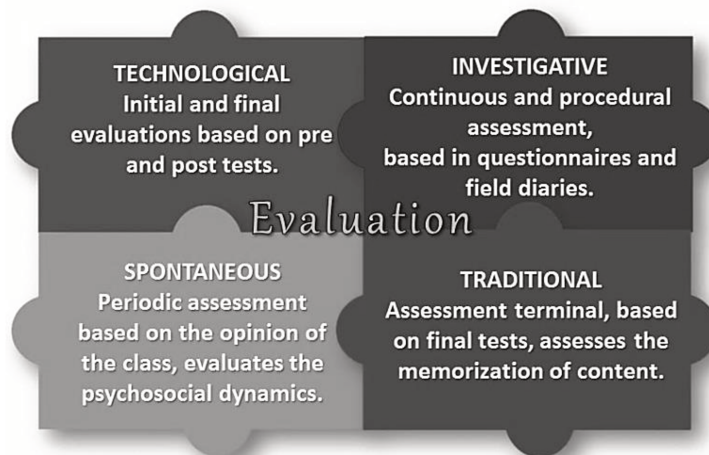 TECHNOLOGICAL
Initial and final
evaluations based on pre
and post tests.
INVESTIGATIVE
Continuous and procedural
assessment,
based in questionnaires and
field diaries.
Evaluation
SPONTANEOUS
Periodic assessment
based on the opinion of
the class, evaluates the
psychosocial dynamics.
TRADITIONAL
Assessment terminal, based
on final tests, assesses the
memorization of content.